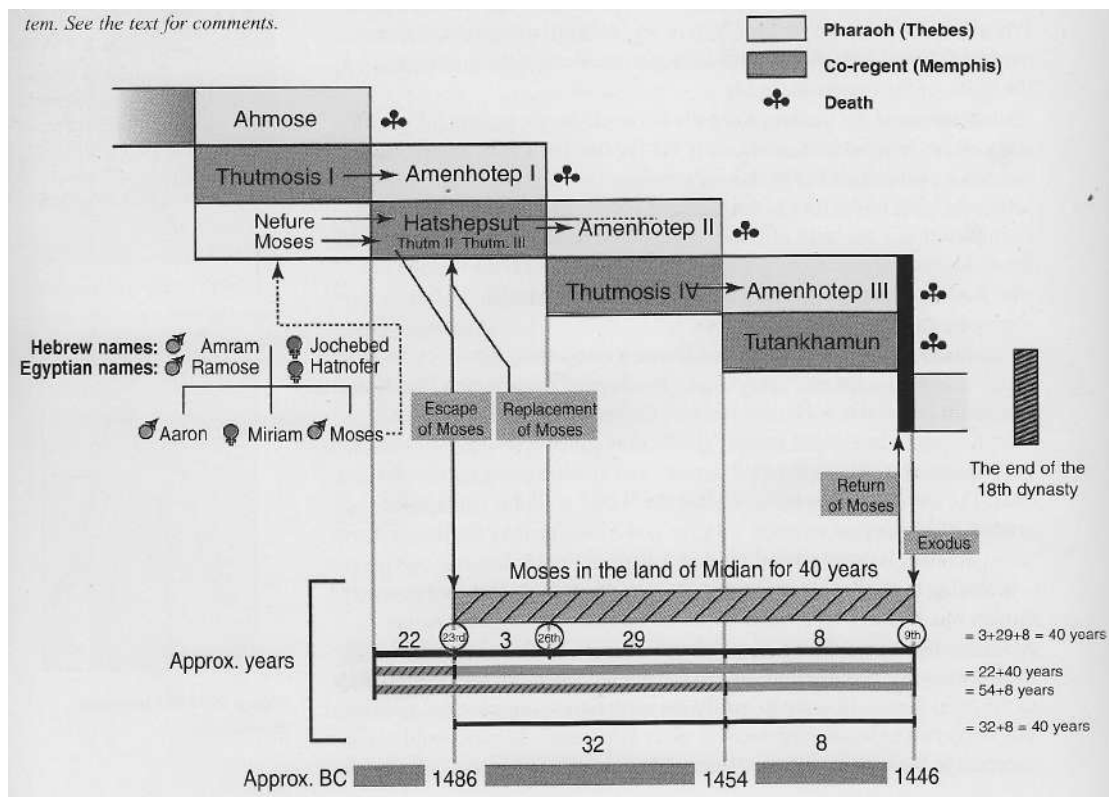 tem. See the text for comments.
Pharaoh (Thebes)
Co-regent (Memphis)
Death
Ahmose
Thutmosis I
Amenhotep I
Nefure
Moses
Hatshepsut
Thutm II Thutm. III
Amenhotep II
Thutmosis IV
Amenhotep III
Tutankhamun
Hebrew names: Amram Jochebed
Egyptian names: Ramose Hatnofer
Aaron Miriam Moses
Escape
of Moses
Replacement
of Moses
Return
of Moses
Exodus
The end of the
18th dynasty
Moses in the land of Midian for 40 years
22 23rd 3 26th 29 8 9th = 3+29+8 = 40 years
Approx. years
= 22+40 years
= 54+8 years
= 32+8 = 40 years
32 8
Approx. BC 1486 1454 1446